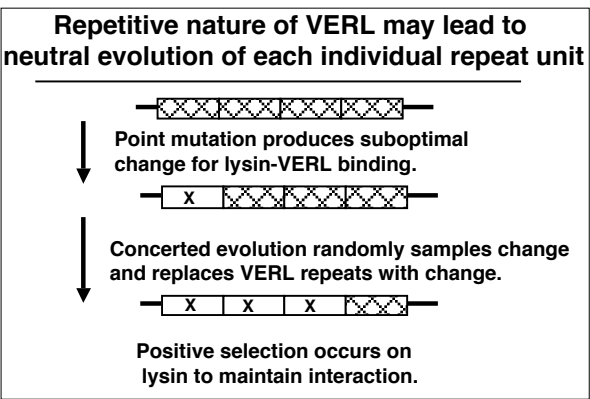 Repetitive nature of VERL may lead to
neutral evolution of each individual repeat unit
Point mutation produces suboptimal
change for lysin-VERL binding.
X
Concerted evolution randomly samples change
and replaces VERL repeats with change.
X X X
Positive selection occurs on
lysin to maintain interaction.